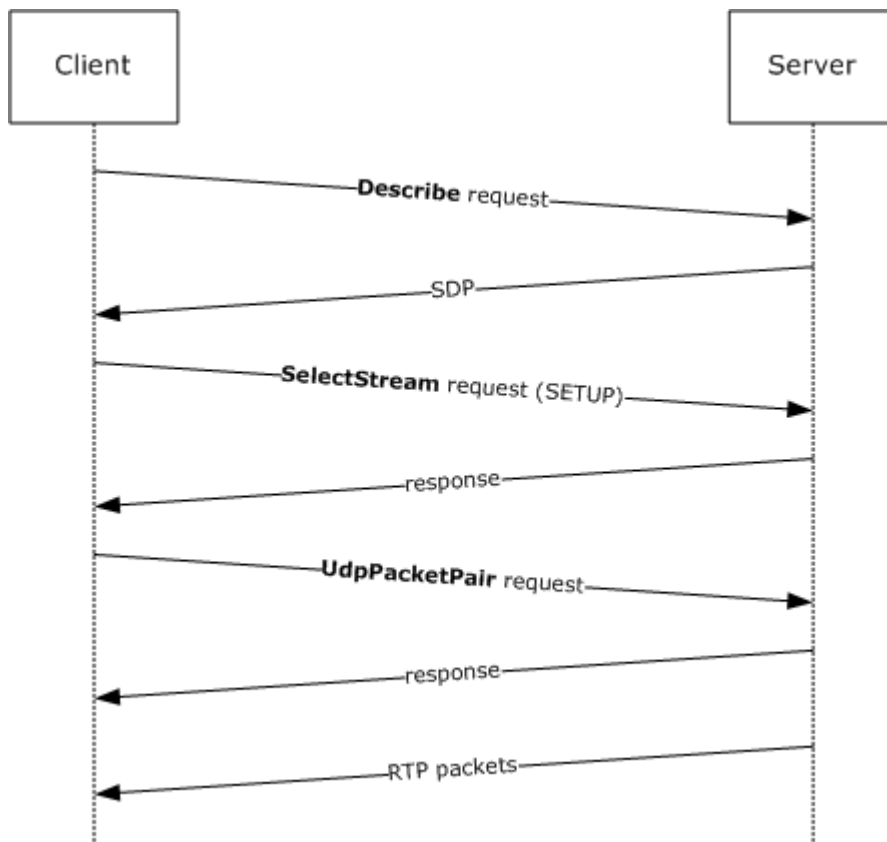 Client
Server
Describe request
SDP
SelectStream request (SETUP)
response
UdpPacketPair request
response
RTP packets